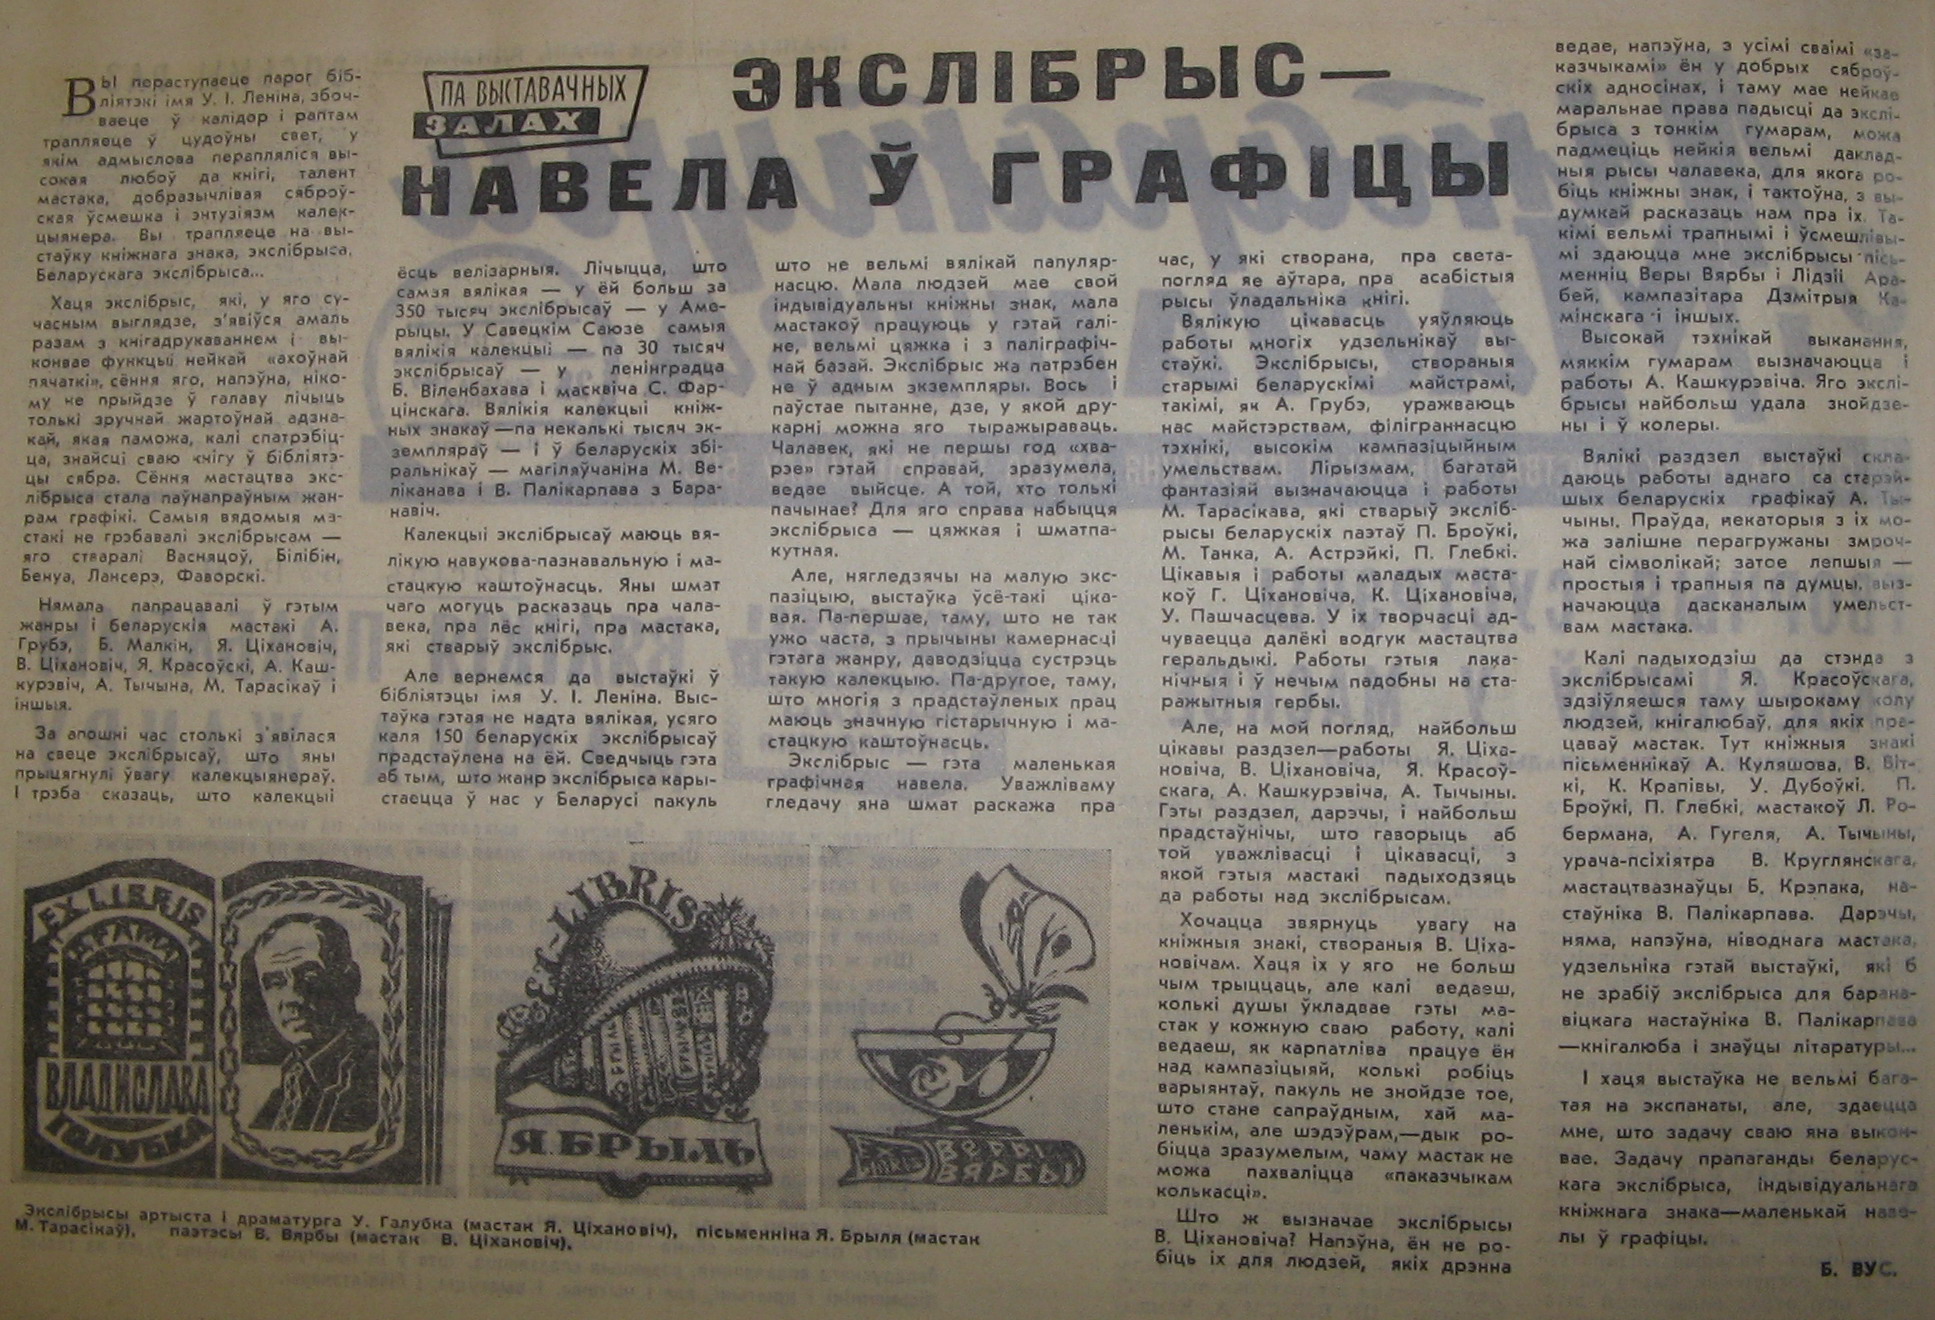 ПА ВЫСТАВАЧНЫХ
ЗАЛАХ
ЭКСЛІБРЫС—
НАВЕЛА Ў ГРАФІЦЫ
ВЫ пераступаеце парог біб-
ліятэкі імя У. І. Леніна, збоч-
ваеце ў калідор і раптам
трапляеце ў цудоўны свет, у
якім адмыслова перапляліся вы-
сокая любоў да кнігі, талент
мастака, добразычлівая сяброў-
ская ўсмешка і энтузіязм калек-
цыянера. Вы трапляеце на вы-
стаўку кніжнага знака, экслібрыса.
Беларускага экслібрыса...
Хаця экслібрыс, які, у яго су-
часным выглядзе, з'явіўся амаль
разам з кнігадрукаваннем і вы-
конвае функцыі нейкай «ахоўнай
пячаткі», сёння яго, напэўна, ніко-
му не прыйдзе ў галаву лічыць
толькі зручнай жартоўнай адзна-
кай, якая паможа, калі спатрэбіц-
ца, знайсці сваю кнігу ў бібліятэ-
цы сябра. Сёння мастацтва экс-
лібрыса стала паўнапраўным жан-
рам графікі. Самыя вядомыя ма-
стакі не грэбавалі экслібрысам —
яго стваралі Васняцоў, Білібін,
Бенуа, Лансерэ, Фаворскі.
Нямала папрацавалі ў гэтым
жанры і беларускія мастакі А.
Грубэ, Б. Малкін, Я. Ціхановіч,
В. Ціхановіч, Я. Красоўскі, А. Каш-
курэвіч, А. Тычына, М. Тарасікаў і
іншыя.
За апошні час столькі з'явілася
на свеце экслібрысаў, што яны
прыцягнулі ўвагу калекцыянераў.
І трэба сказаць, што калекцыі
ёсць велізарныя. Лічыцца, што
самая вялікая — у ёй больш за
350 тысяч экслібрысаў — у Аме-
рыцы. У Савецкім Саюзе самыя
вялікія калекцыі — па 30 тысяч
экслібрысаў — у ленінградца
Б. Віленбахава і масквіча С. Фар-
цінскага. Вялікія калекцыі кніж-
ных знакаў —па некалькі тысяч эк-
земпляраў — і ў беларускіх збі-
ральнікаў — магіляўчаніна М. Ве-
ліканава і В. Палікарпава з Бара-
навіч.
Калекцыі экслібрысаў маюць вя-
лікую навукова-пазнавальную і ма-
стацкую каштоўнасць. Яны шмат
чаго могуць расказаць пра чала-
века, пра лёс кнігі, пра мастака,
які стварыў экслібрыс.
Але вернемся да выстаўкі ў
бібліятэцы імя У. І. Леніна. Выс-
таўка гэтая не надта вялікая, усяго
каля 150 беларускіх экслібрысаў
прадстаўлена на ёй. Сведчыць гэта
аб тым, што жанр экслібрыса кары-
стаецца ў нас у Беларусі пакуль
што не вельмі вялікай папуляр-
насцю. Мала людзей мае свой
індывідуальны кніжны знак, мала
мастакоў працуюць у гэтай галі-
не, вельмі цяжка і з паліграфіч-
най базай. Экслібрыс жа патрэбен
не ў адным экземпляры. Вось і
паўстае пытанне, дзе, у якой дру-
карні можна яго тыражыраваць.
Чалавек, які не першы год «хва-
рэе» гэтай справай, зразумела,
ведае выйсце. А той, хто толькі
пачынае? Для яго справа набыцця
экслібрыса — цяжкая і шматпа-
кутная.
Але, нягледзячы на малую экс-
пазіцыю, выстаўка ўсё-такі ціка-
вая. Па-першае, таму, што не так
ужо часта, з прычыны камернасці
гэтага жанру, даводзіцца сустрэць
такую калекцыю. Па-другое, таму,
што многія з прадстаўленых прац
маюць значную гістарычную і ма-
стацкую каштоўнасць.
Экслібрыс — гэта маленькая
графічная навела. Уважліваму
гледачу яна шмат раскажа пра
час, у які створана, пра света-
погляд яе аўтара, пра асабістыя
рысы ўладальніка кнігі.
Вялікую цікавасць уяўляюць
работы многіх удзельнікаў вы-
стаўкі. Экслібрысы, створаныя
старымі беларускімі майстрамі,
такімі, як А. Грубэ, уражваюць
нас майстэрствам, філіграннасцю
тэхнікі, высокім кампазіцыйным
умельствам. Лірызмам, багатай
фантазіяй вызначаюцца і работы
М. Тарасікава, які стварыў экслі­б-
рысы беларускіх паэтаў П. Броўкі,
М. Танка, А. Астрэйкі, П. Глебкі.
Цікавыя і работы маладых маста-
коў Г. Ціхановіча, К. Ціхановіча,
У. Пашчасцева. У іх творчасці ад-
чуваецца далёкі водгук мастацтва
геральдыкі. Работы гэтыя лака-
нічныя і ў нечым падобны на ста-
ражытныя гербы.
Але, на мой погляд, найбольш
цікавы раздзел—работы Я. Ціха-
новіча, В. Ціхановіча, Я. Красоў-
скага, А. Кашкурэвіча, А. Тычыны.
Гэты раздзел, дарэчы, і найбольш
прадстаўнічы, што гаворыць аб
той уважлівасці і цікавасці, з
якой гэтыя мастакі падыходзяць
да работы над экслібрысам.
Хочацца звярнуць увагу на
кніжныя знакі, створаныя В. Ціха-
новічам. Хаця іх у яго не больш
чым трыццаць, але калі ведаеш,
колькі душы ўкладвае гэты ма-
стак у кожную сваю работу, калі
ведаеш, як карпатліва працуе ён
над кампазіцыяй, колькі робіць
варыянтаў, пакуль не знойдзе тое,
што стане сапраўдным, хай ма-
ленькім, але шэдэўрам,—дык ро-
біцца зразумелым, чаму мастак не
можа пахваліцца «паказчыкам
колькасці».
Што ж вызначае экслібрысы
В. Ціхановіча? Напэўна, ён не ро-
біць іх для людзей, якіх дрэнна
ведае, напэўна, з усімі сваімі «за-
казчыкамі» ён у добрых сяброў-
скіх адносінах, і таму мае нейкае
маральнае права падысці да экслі-
брыса з тонкім гумарам, можа
падмеціць нейкія вельмі даклад-
ныя рысы чалавека, для якога ро-
біць кніжны знак, і тактоўна, з вы-
думкай расказаць нам пра іх. Та-
кімі вельмі трапнымі і ўсмешлівы-
мі здаюцца мне экслібрысы пісь-
менніц Веры Вярбы і Лідзіі Ара-
бей, кампазітара Дзмітрыя Ка-
мінскага і іншых.
Высокай тэхнікай выканання,
мяккім гумарам вызначаюцца і
работы А. Кашкурэвіча. Яго экслі-
брысы найбольш удала знойдзе-
ны і ў колеры.
Вялікі раздзел выстаўкі скла-
даюць работы аднаго са старэй-
шых беларускіх графікаў А. Ты-
чыны. Праўда, некаторыя з іх мо-
жа залішне перагружаны змроч-
най сімволікай; затое лепшыя —
простыя і трапныя па думцы, выз-
начаюцца дасканалым умельст-
вам мастака.
Калі падыходзіш да стэнда з
экслібрысамі Я. Красоўскага,
здзіўляешся таму шырокаму колу
людзей, кнігалюбаў, для якіх пра-
цаваў мастак. Тут кніжныя знакі
пісьменнікаў А. Куляшова, В. Віт-
кі, К. Крапівы, У. Дубоўкі, П.
Броўкі, П. Глебкі, мастакоў Л. Ро-
бермана, А. Гугеля, А. Тычыны,
урача-псіхіятра В. Круглянскага,
мастацтвазнаўцы Б. Крэпака, на-
стаўніка В. Палікарпава. Дарэчы,
няма, напэўна, ніводнага мастака,
удзельніка гэтай выстаўкі, які б
не зрабіў экслібрыса для барана-
віцкага настаўніка В. Палікарпава
—кнігалюба і знаўцы літаратуры...
І хаця выстаўка не вельмі бага-
тая на экспанаты, але, здаецца
мне, што задачу сваю яна выкон-
вае. Задачу прапаганды беларус-
кага экслібрыса, індывідуальнага
кніжнага знака—маленькай навэ-
лы ў графіцы.
Б. ВУС.
EX LIBRIS
ДРАМА
ВЛАДИСЛАВА
ГОЛУБКА
EX-LIBRIS
Я. БРЫЛЬ
EX
LIBRIS
ВЕРЫ
ВЯРБЫ
Экслібрысы артыста і драматурга У. Галубка (мастак Я. Ціхановіч), пісьменніка Я. Брыля (мастак
М. Тарасікаў), паэтэсы В. Вярбы (мастак В. Ціхановіч).